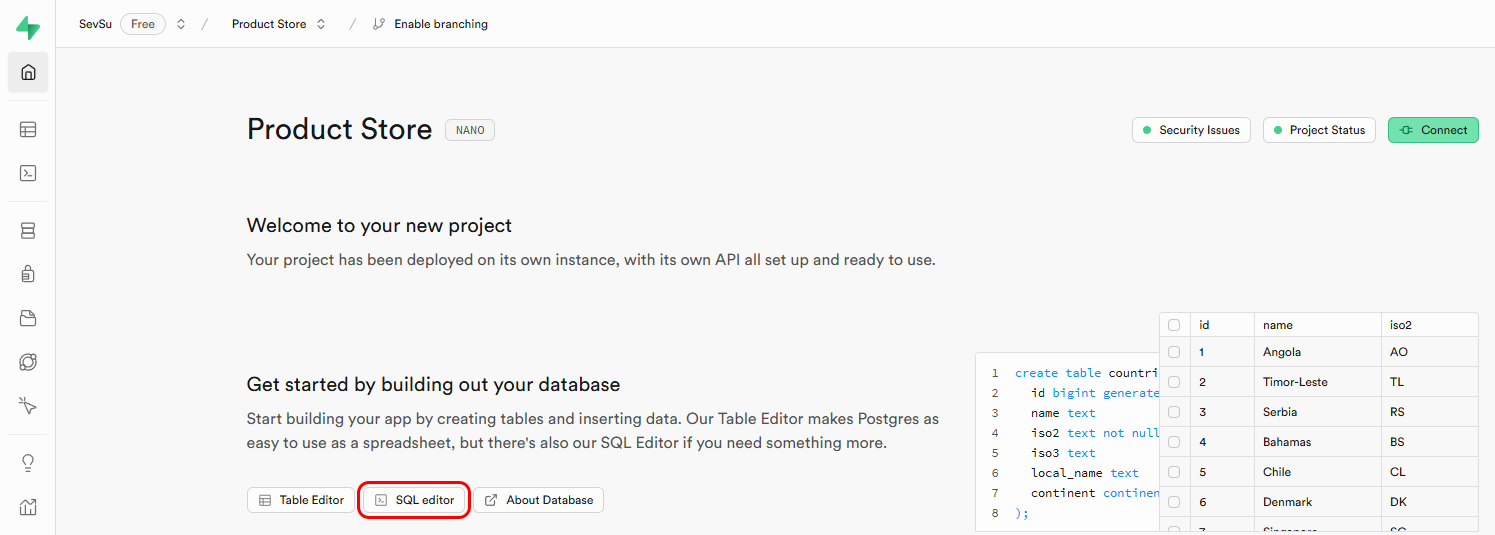 SevSu Free / Product Store / Enable branching
Product Store NANO
Security Issues Project Status Connect
Welcome to your new project
Your project has been deployed on its own instance, with its own API all set up and ready to use.
Get started by building out your database
Start building your app by creating tables and inserting data. Our Table Editor makes Postgres as
easy to use as a spreadsheet, but there's also our SQL Editor if you need something more.
Table Editor SQL editor About Database
1 create table countri
2 id bigint generate
3 name text
4 iso2 text not null
5 iso3 text
6 local_name text
7 continent continen
8 );
id name iso2
1 Angola AO
2 Timor-Leste TL
3 Serbia RS
4 Bahamas BS
5 Chile CL
6 Denmark DK
7 Singapore SG